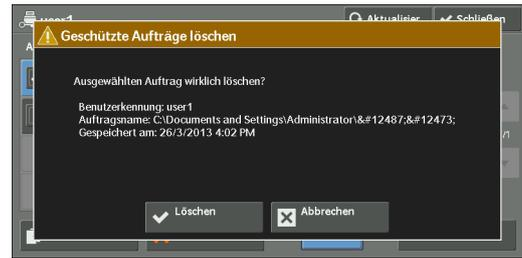 user1 Aktualisier. Schließen
Geschützte Aufträge löschen
Ausgewählten Auftrag wirklich löschen?
Benutzerkennung: user1
Auftragsname: C:\Documents and Settings\Administrator\&#12487;&#12473;
Gespeichert am: 26/3/2013 4:02 PM
/1
Löschen
Abbrechen